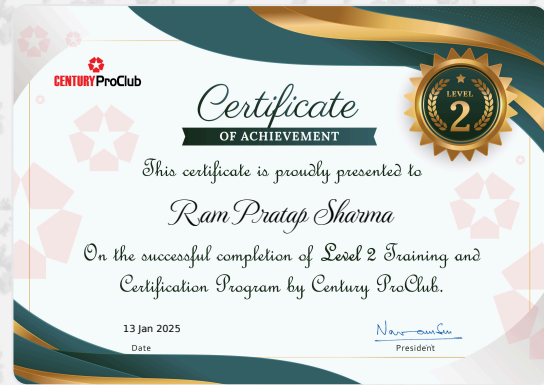 CENTURY ProClub
LEVEL
2
Certificate
OF ACHIEVEMENT
This certificate is proudly presented to
Ram Pratap Sharma
On the successful completion of Level 2 Training and
Certification Program by Century ProClub.
13 Jan 2025
Date
President